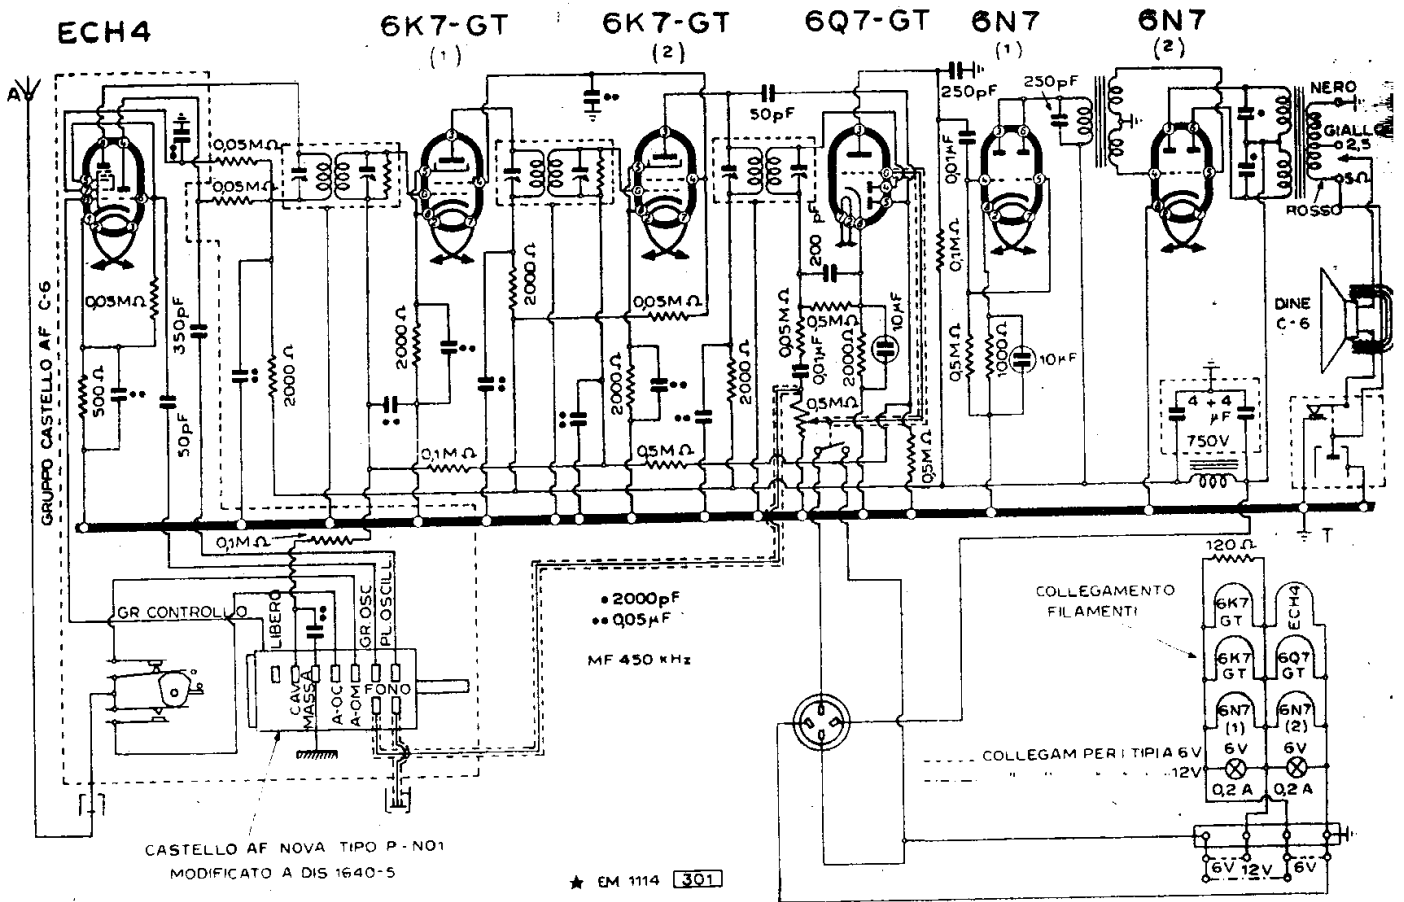 ECH4
6K7-GT
(1)
6K7-GT
(2)
6Q7-GT
6N7
(1)
6N7
(2)
A
0,05MΩ
0,05MΩ
50pF
250pF
250pF
0,01µF
NERO
GIALLO
2,5
5Ω
ROSSO
DINE
C-6
GRUPPO CASTELLO AF C-6
0,05MΩ
500Ω
350pF
50pF
2000Ω
2000Ω
2000Ω
0,05MΩ
2000Ω
2000Ω
200 pF
0,5MΩ
0,05MΩ
0,01µF
2000Ω
10µF
0,5MΩ
0,1MΩ
0,5MΩ
1000Ω
10µF
0,1MΩ
0,5MΩ
0,5MΩ
4 + 4
µF
750V
T
0,1MΩ
GR. CONTROLLO
LIBERO
CAV
MASSA
A-OC
A-OM
GR.OSC.
PL.OSCILL.
FONO
• 2000pF
•• 0,05µF
MF 450 KHz
120Ω
COLLEGAMENTO
FILAMENTI
6K7
GT
ECH4
6K7
GT
6Q7
GT
6N7
(1)
6N7
(2)
6V
6V
0,2 A
0,2 A
COLLEGAM PER I TIPI A 6V
" " " 12V
6V
12V
6V
CASTELLO AF NOVA TIPO P-N01
MODIFICATO A DIS 1640-5
★ EM 1114 301